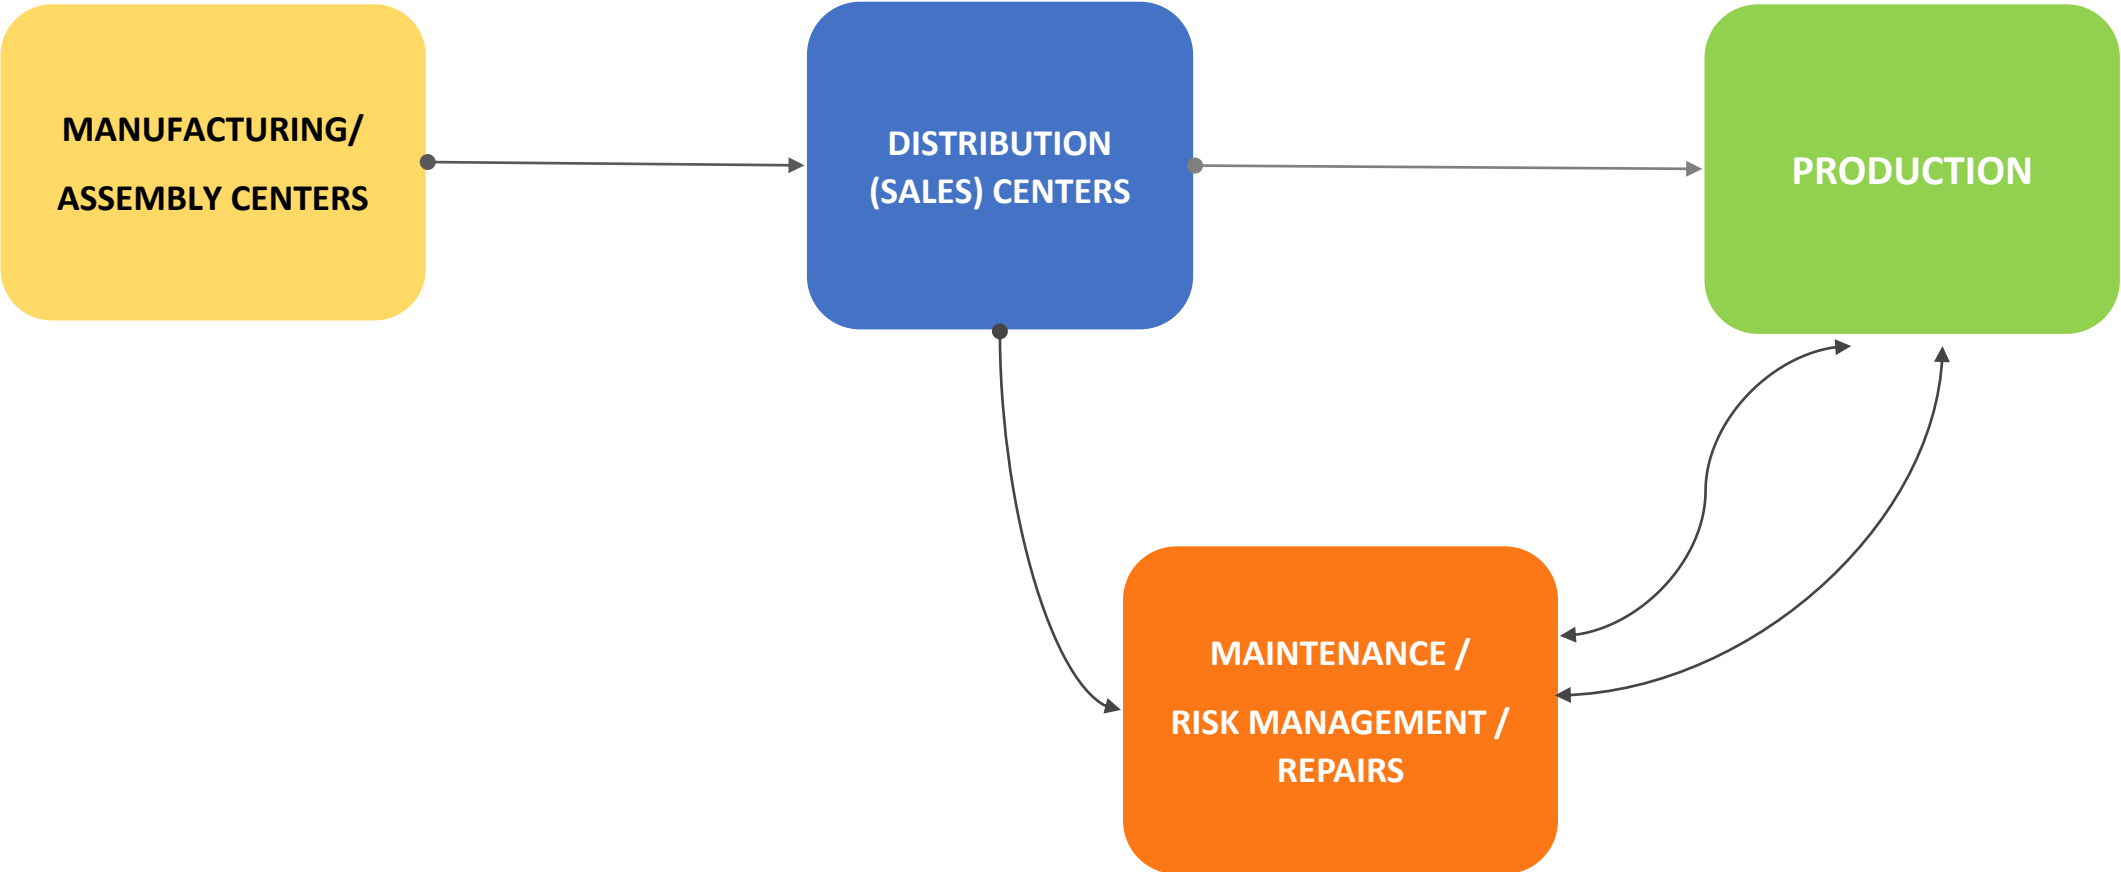 MANUFACTURING/
ASSEMBLY CENTERS
DISTRIBUTION
(SALES) CENTERS
PRODUCTION
MAINTENANCE /
RISK MANAGEMENT /
REPAIRS